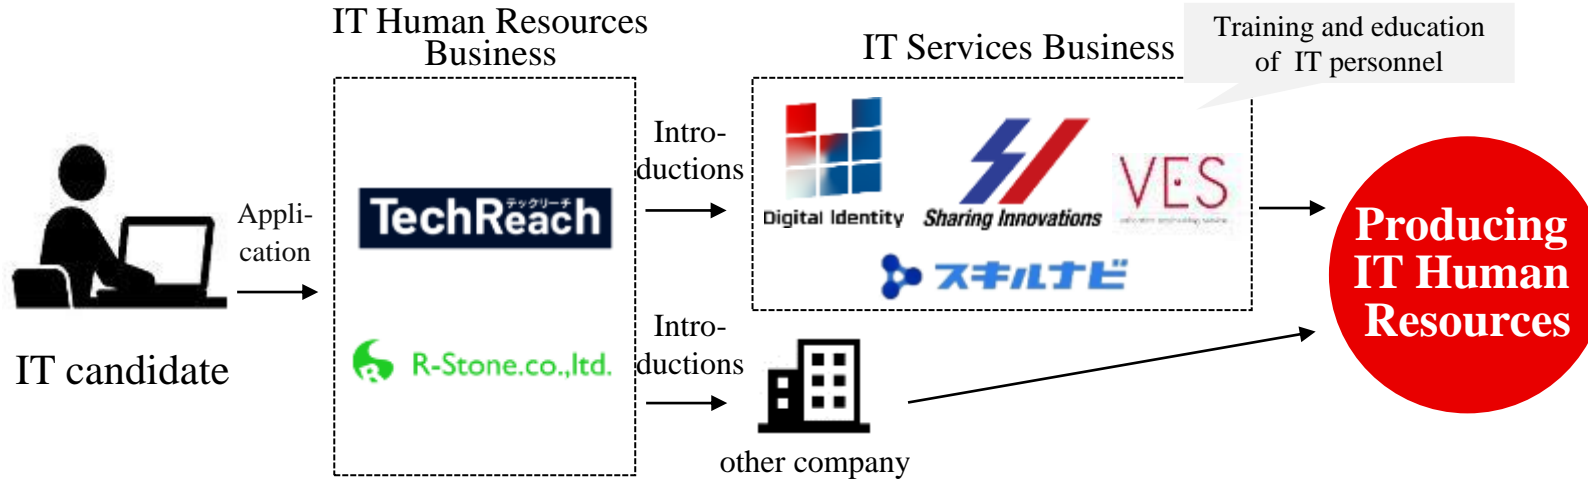 IT Human Resources
Business
IT Services Business
Training and education
of IT personnel
Intro-
ductions
Appli-
cation
テックリーチ
TechReach
Digital Identity
Sharing Innovations
VES
スキルナビ
Producing
IT Human
Resources
IT candidate
R-Stone.co.,ltd.
Intro-
ductions
other company